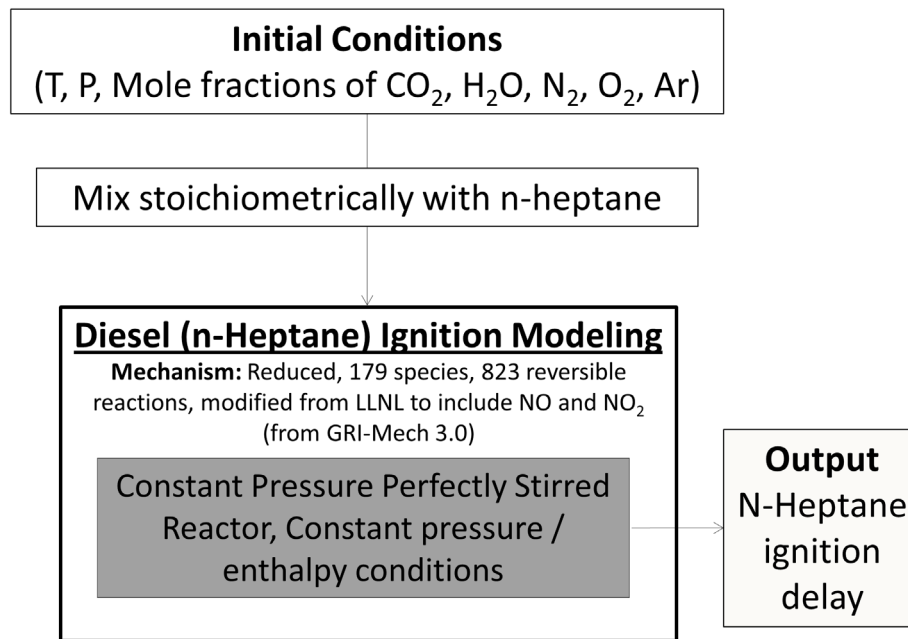 Initial Conditions
(T, P, Mole fractions of CO₂, H₂O, N₂, O₂, Ar)
Mix stoichiometrically with n-heptane
Diesel (n-Heptane) Ignition Modeling
Mechanism: Reduced, 179 species, 823 reversible
reactions, modified from LLNL to include NO and NO₂
(from GRI-Mech 3.0)
Constant Pressure Perfectly Stirred
Reactor, Constant pressure /
enthalpy conditions
Output
N-Heptane
ignition
delay